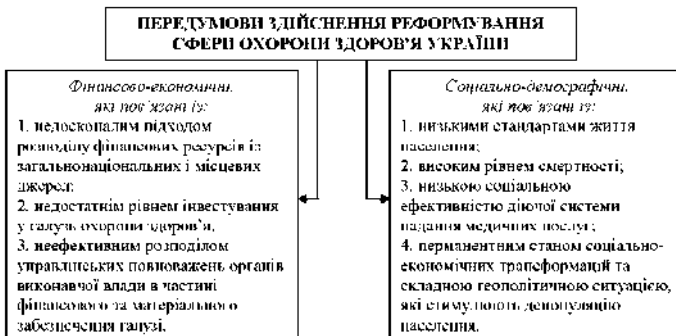 ПЕРЕДУМОВИ ЗДІЙСНЕННЯ РЕФОРМУВАННЯ
СФЕРИ ОХОРОНИ ЗДОРОВ'Я УКРАЇНИ
Фінансово-економічні,
які пов'язані із:
1. недосконалим підходом
розподілу фінансових ресурсів із
загальнонаціональних і місцевих
джерел;
2. недостатнім рівнем інвестування
у галузь охорони здоров'я,
3. неефективним розподілом
управлінських повноважень органів
виконавчої влади в частині
фінансового та матеріального
забезпечення галузі.
Соціально-демографічні,
які пов'язані із:
1. низькими стандартами життя
населення;
2. високим рівнем смертності;
3. низькою соціальною
ефективністю діючої системи
надання медичних послуг;
4. перманентним станом соціально-
економічних трансформацій та
складною геополітичною ситуацією,
які стимулюють депопуляцію
населення.